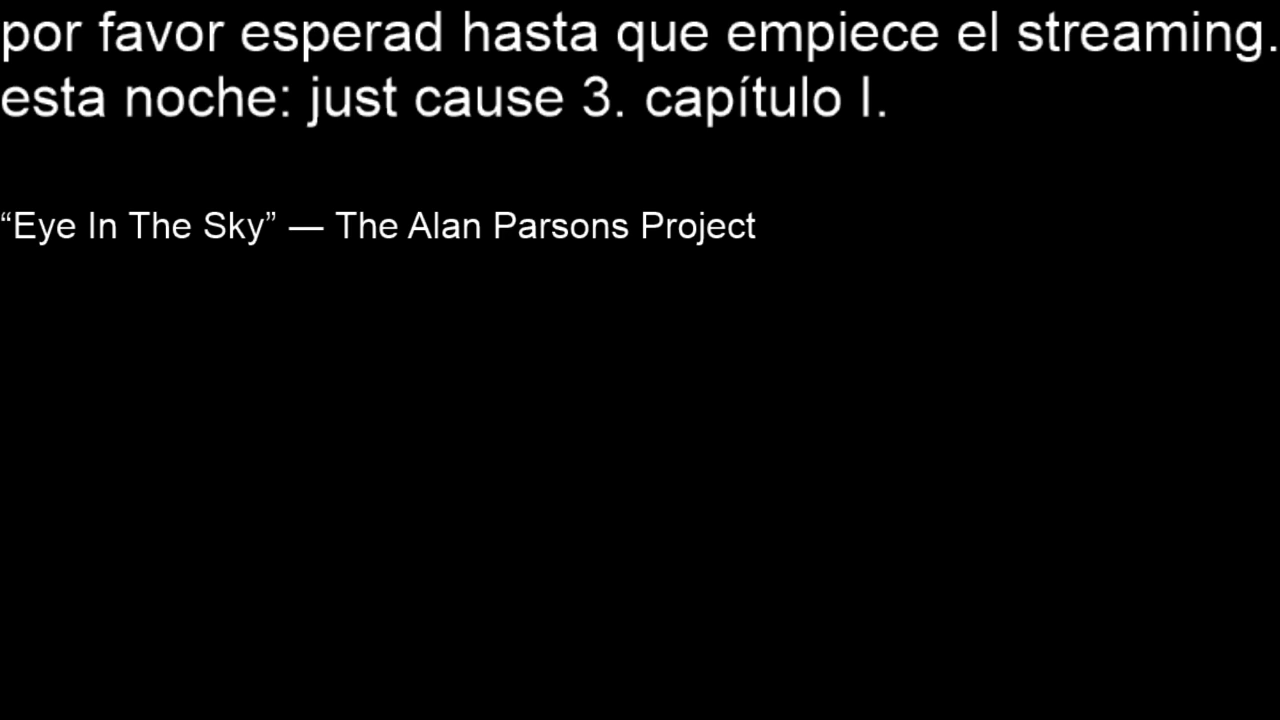 por favor esperad hasta que empiece el streaming.
esta noche: just cause 3. capítulo I.
“Eye In The Sky” — The Alan Parsons Project